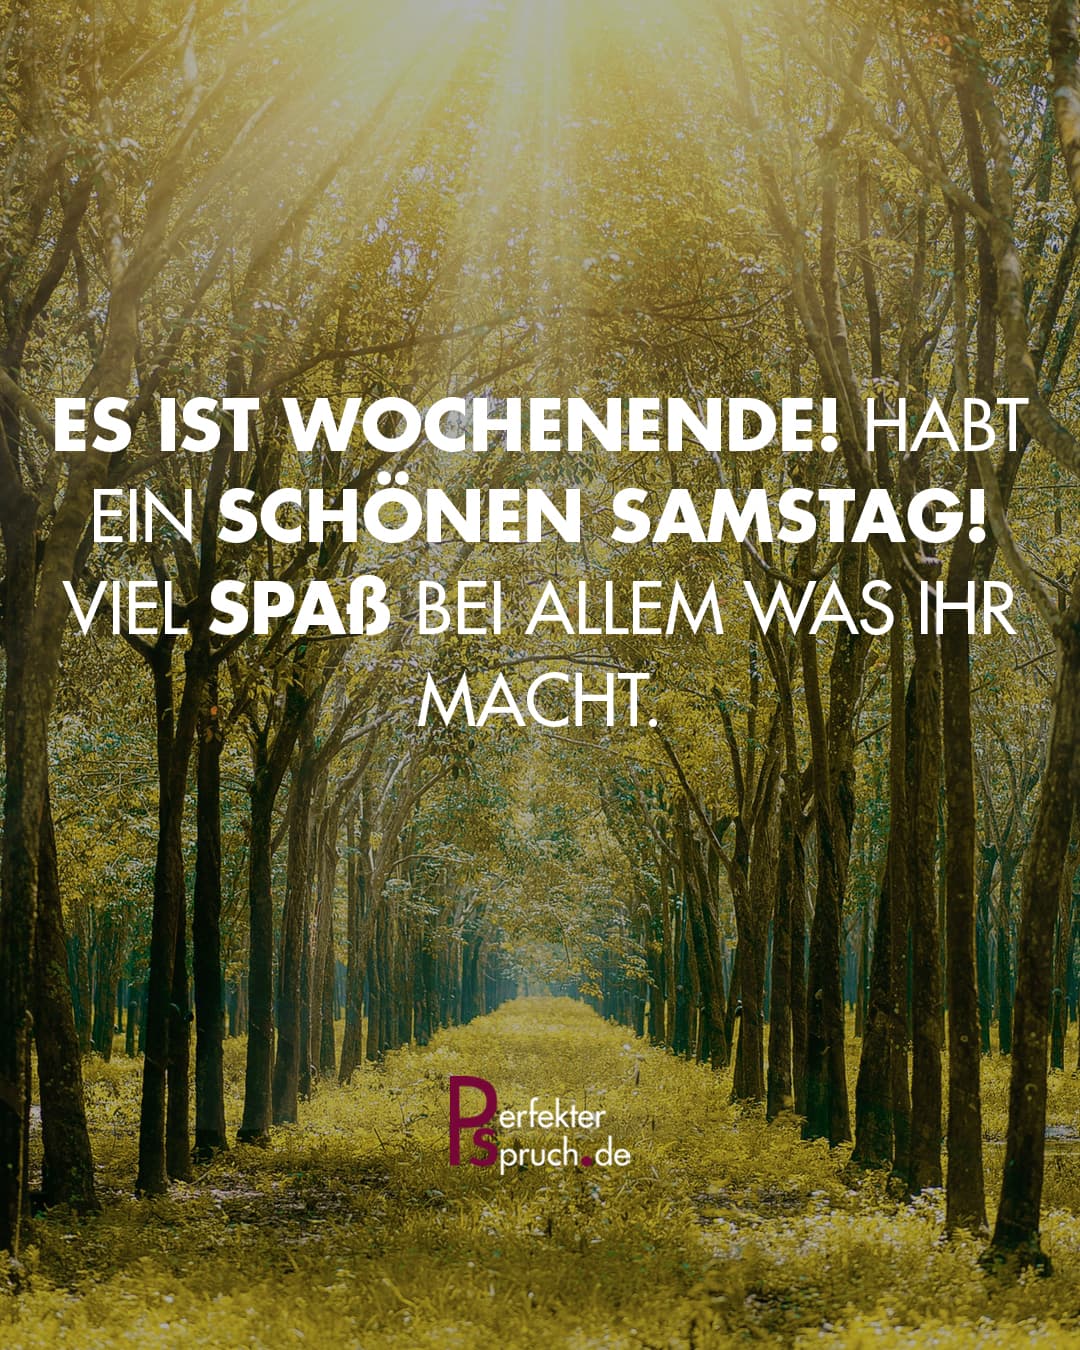 ES IST WOCHENENDE! HABT
EIN SCHÖNEN SAMSTAG!
VIEL SPAß BEI ALLEM WAS IHR
MACHT.
Perfekter
Spruch.de